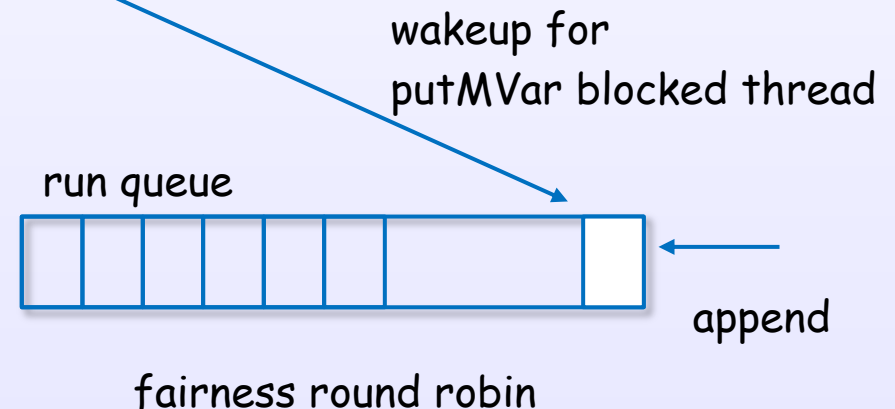 wakeup for
putMVar blocked thread
run queue
append
fairness round robin